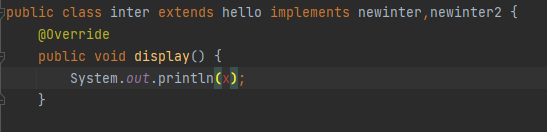 public class inter extends hello implements newinter,newinter2 {
@Override
public void display() {
System.out.println(x);
}